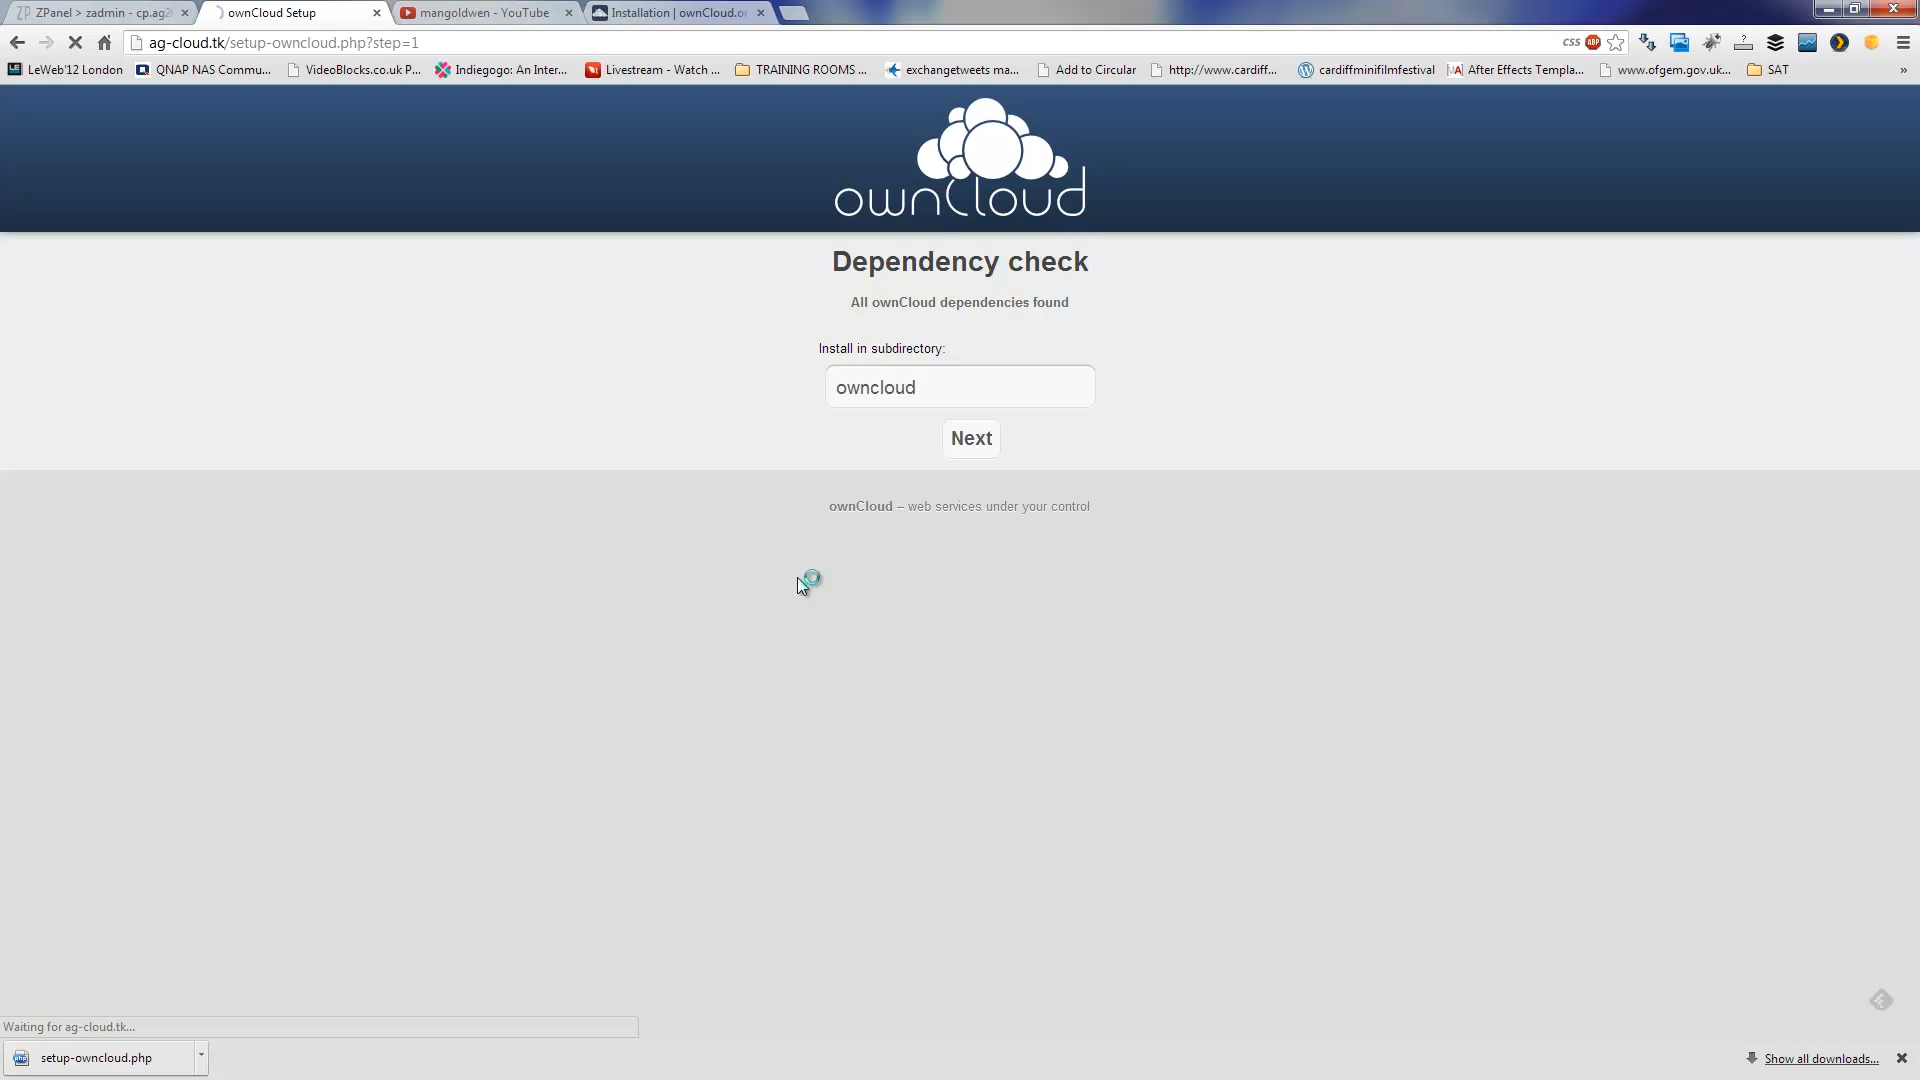 ZPanel > zadmin - cp.ag2
ownCloud Setup
mangoldwen - YouTube
Installation | ownCloud.or
ag-cloud.tk/setup-owncloud.php?step=1
CSS
ABP
LeWeb'12 London
QNAP NAS Commu...
VideoBlocks.co.uk P...
Indiegogo: An Inter...
Livestream - Watch ...
TRAINING ROOMS ...
exchangetweets ma...
Add to Circular
http://www.cardiff...
cardiffminifilmfestival
After Effects Templa...
www.ofgem.gov.uk...
SAT
»
ownCloud
Dependency check
All ownCloud dependencies found
Install in subdirectory:
owncloud
Next
ownCloud – web services under your control
Waiting for ag-cloud.tk...
setup-owncloud.php
Show all downloads...